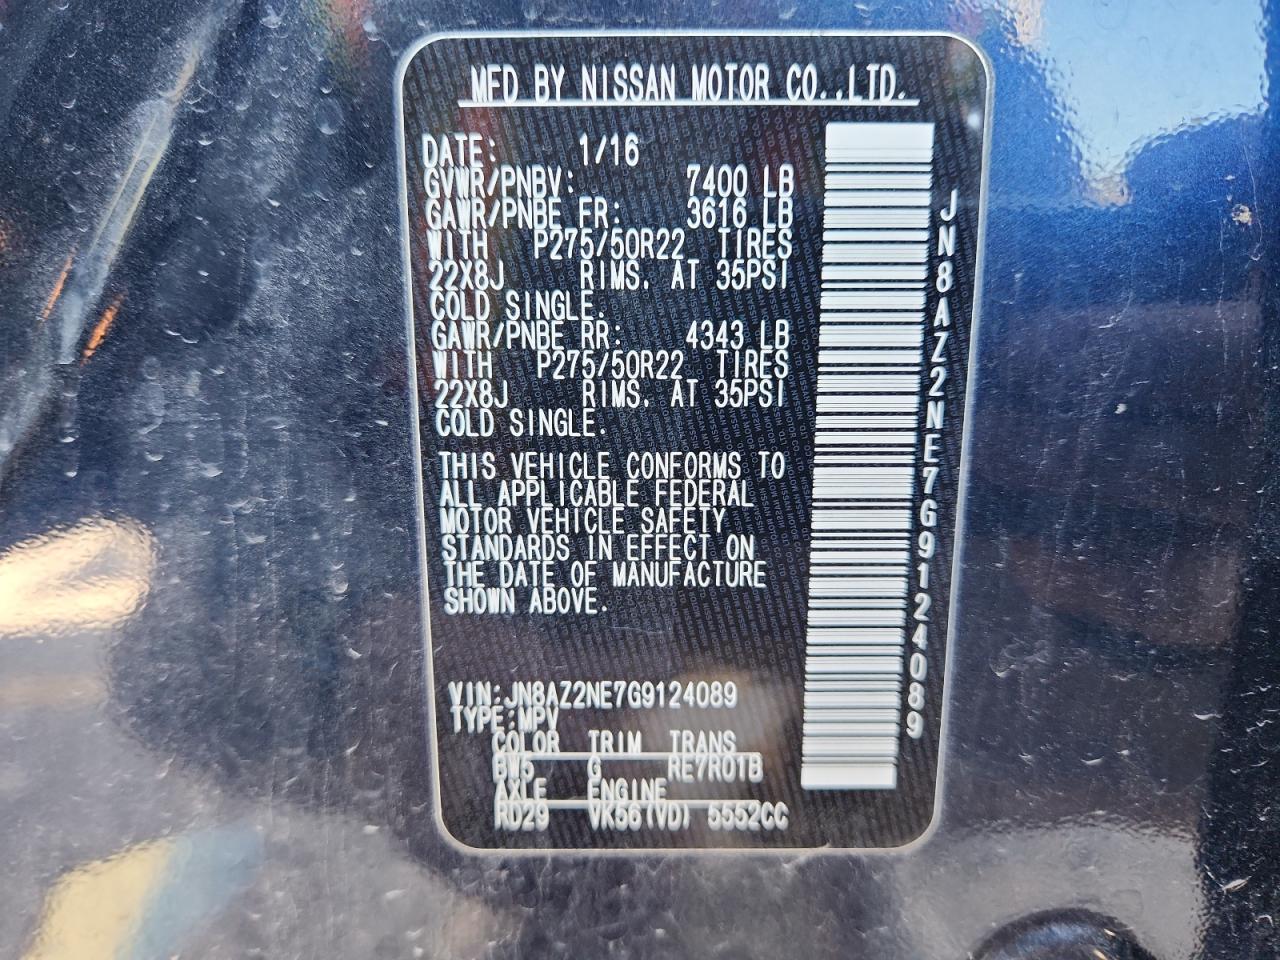 MFD BY NISSAN MOTOR CO.,LTD.
DATE: 1/16
GVWR/PNBV: 7400 LB
GAWR/PNBE FR: 3616 LB
WITH P275/50R22 TIRES
22X8J RIMS. AT 35PSI
COLD SINGLE.
GAWR/PNBE RR: 4343 LB
WITH P275/50R22 TIRES
22X8J RIMS. AT 35PSI
COLD SINGLE.
THIS VEHICLE CONFORMS TO
ALL APPLICABLE FEDERAL
MOTOR VEHICLE SAFETY
STANDARDS IN EFFECT ON
THE DATE OF MANUFACTURE
SHOWN ABOVE.
VIN:JN8AZ2NE7G9124089
TYPE:MPV
COLOR TRIM TRANS
BW5 G RE7R01B
AXLE ENGINE
RD29 VK56(VD) 5552CC
JN8AZ2NE7G9124089